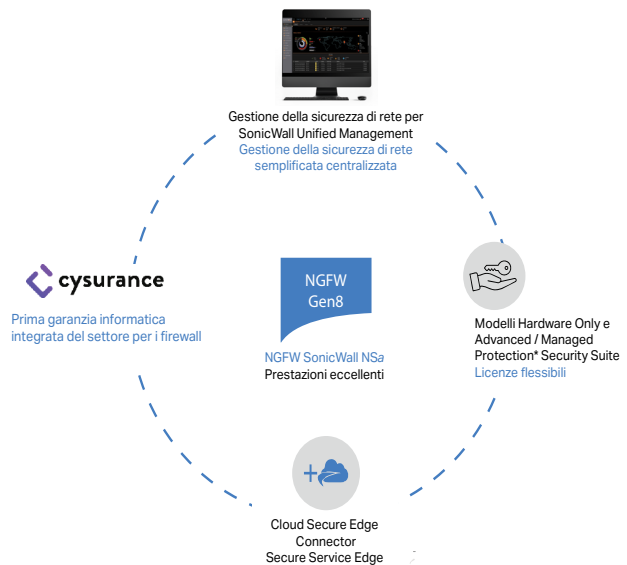 Gestione della sicurezza di rete per
SonicWall Unified Management
Gestione della sicurezza di rete
semplificata centralizzata
cysurance
Prima garanzia informatica
integrata del settore per i firewall
NGFW
Gen8
NGFW SonicWall NSa
Prestazioni eccellenti
Modelli Hardware Only e
Advanced / Managed
Protection* Security Suite
Licenze flessibili
Cloud Secure Edge
Connector
Secure Service Edge